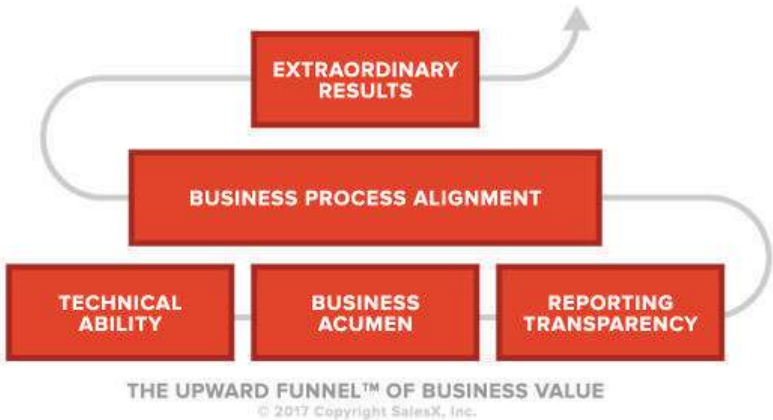 EXTRAORDINARY
RESULTS
BUSINESS PROCESS ALIGNMENT
TECHNICAL
ABILITY
BUSINESS
ACUMEN
REPORTING
TRANSPARENCY
THE UPWARD FUNNEL™ OF BUSINESS VALUE
© 2017 Copyright SalesX, Inc.